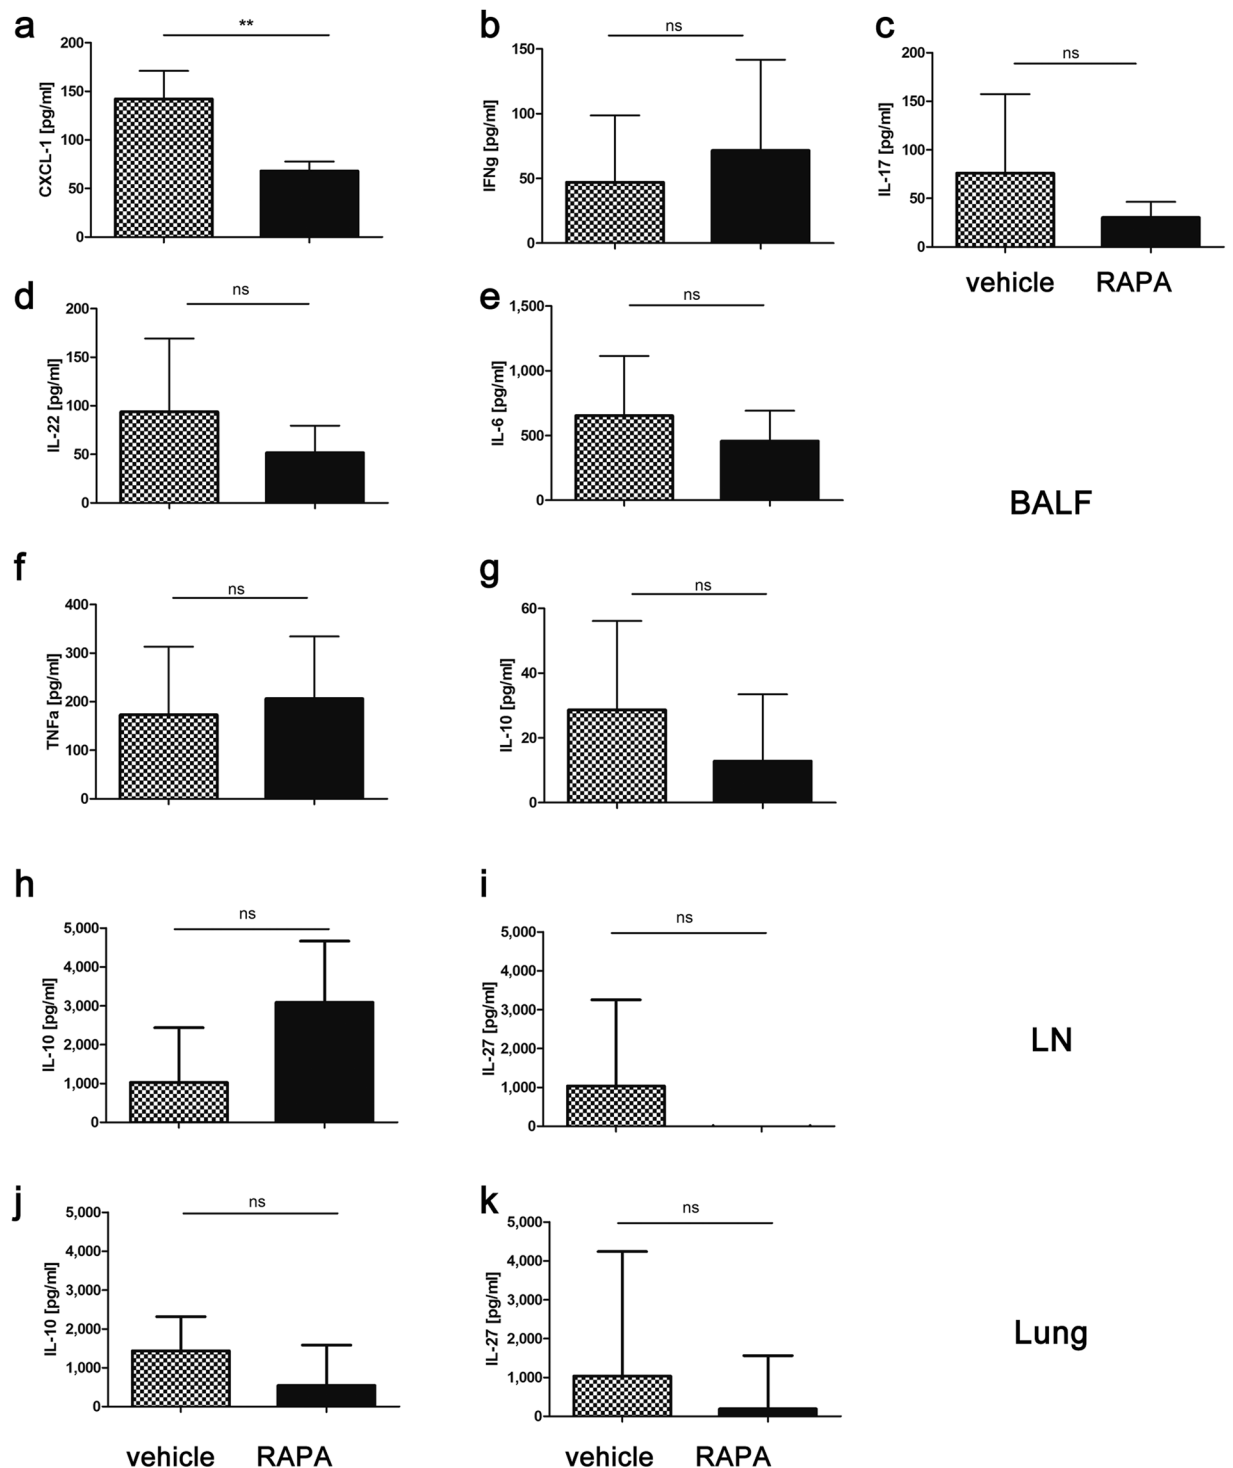 a
**
CXCL-1 [pg/ml]
200
150
100
50
0
b
ns
IFNg [pg/ml]
150
100
50
0
c
ns
IL-17 [pg/ml]
200
150
100
50
0
vehicle RAPA
d
ns
IL-22 [pg/ml]
200
150
100
50
0
e
ns
IL-6 [pg/ml]
1,500
1,000
500
0
BALF
f
ns
TNFa [pg/ml]
400
300
200
100
0
g
ns
IL-10 [pg/ml]
60
40
20
0
h
ns
IL-10 [pg/ml]
5,000
4,000
3,000
2,000
1,000
0
i
ns
IL-27 [pg/ml]
5,000
4,000
3,000
2,000
1,000
0
LN
j
ns
IL-10 [pg/ml]
5,000
4,000
3,000
2,000
1,000
0
k
ns
IL-27 [pg/ml]
5,000
4,000
3,000
2,000
1,000
0
Lung
vehicle RAPA
vehicle RAPA